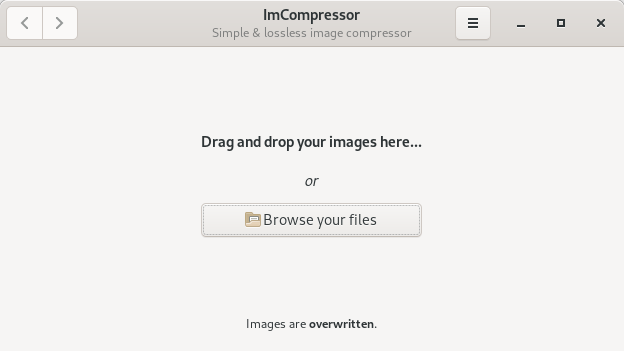 ImCompressor
Simple & lossless image compressor
Drag and drop your images here...
or
Browse your files
Images are overwritten.